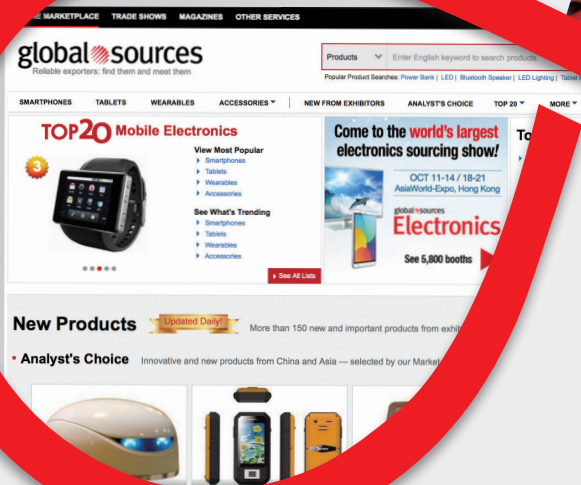 MARKETPLACE TRADE SHOWS MAGAZINES OTHER SERVICES
global sources
Reliable exporters: find them and meet them
Products Enter English keyword to search products
Popular Product Searches: Power Bank | LED | Bluetooth Speaker | LED Lighting | Tablet
SMARTPHONES TABLETS WEARABLES ACCESSORIES NEW FROM EXHIBITORS ANALYST'S CHOICE TOP 20 MORE
TOP20 Mobile Electronics
3
View Most Popular
Smartphones
Tablets
Wearables
Accessories
See What's Trending
Smartphones
Tablets
Wearables
Accessories
See All Lists
Come to the world's largest
electronics sourcing show!
OCT 11-14 / 18-21
AsiaWorld-Expo, Hong Kong
global sources
Electronics
See 5,800 booths
To
New Products Updated Daily! More than 150 new and important products from
Analyst's Choice Innovative and new products from China and Asia — selected by our Market